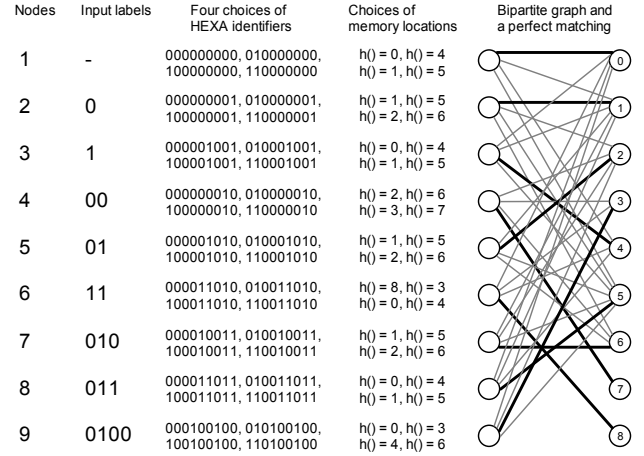 Nodes Input labels Four choices of HEXA identifiers Choices of memory locations Bipartite graph and a perfect matching
1 - 000000000, 010000000, h() = 0, h() = 4
100000000, 110000000 h() = 1, h() = 5
2 0 000000001, 010000001, h() = 1, h() = 5
100000001, 110000001 h() = 2, h() = 6
3 1 000001001, 010001001, h() = 0, h() = 4
100001001, 110001001 h() = 1, h() = 5
4 00 000000010, 010000010, h() = 2, h() = 6
100000010, 110000010 h() = 3, h() = 7
5 01 000001010, 010001010, h() = 1, h() = 5
100001010, 110001010 h() = 2, h() = 6
6 11 000011010, 010011010, h() = 8, h() = 3
100011010, 110011010 h() = 0, h() = 4
7 010 000010011, 010010011, h() = 1, h() = 5
100010011, 110010011 h() = 2, h() = 6
8 011 000011011, 010011011, h() = 0, h() = 4
100011011, 110011011 h() = 1, h() = 5
9 0100 000100100, 010100100, h() = 0, h() = 3
100100100, 110100100 h() = 4, h() = 6
0
1
2
3
4
5
6
7
8